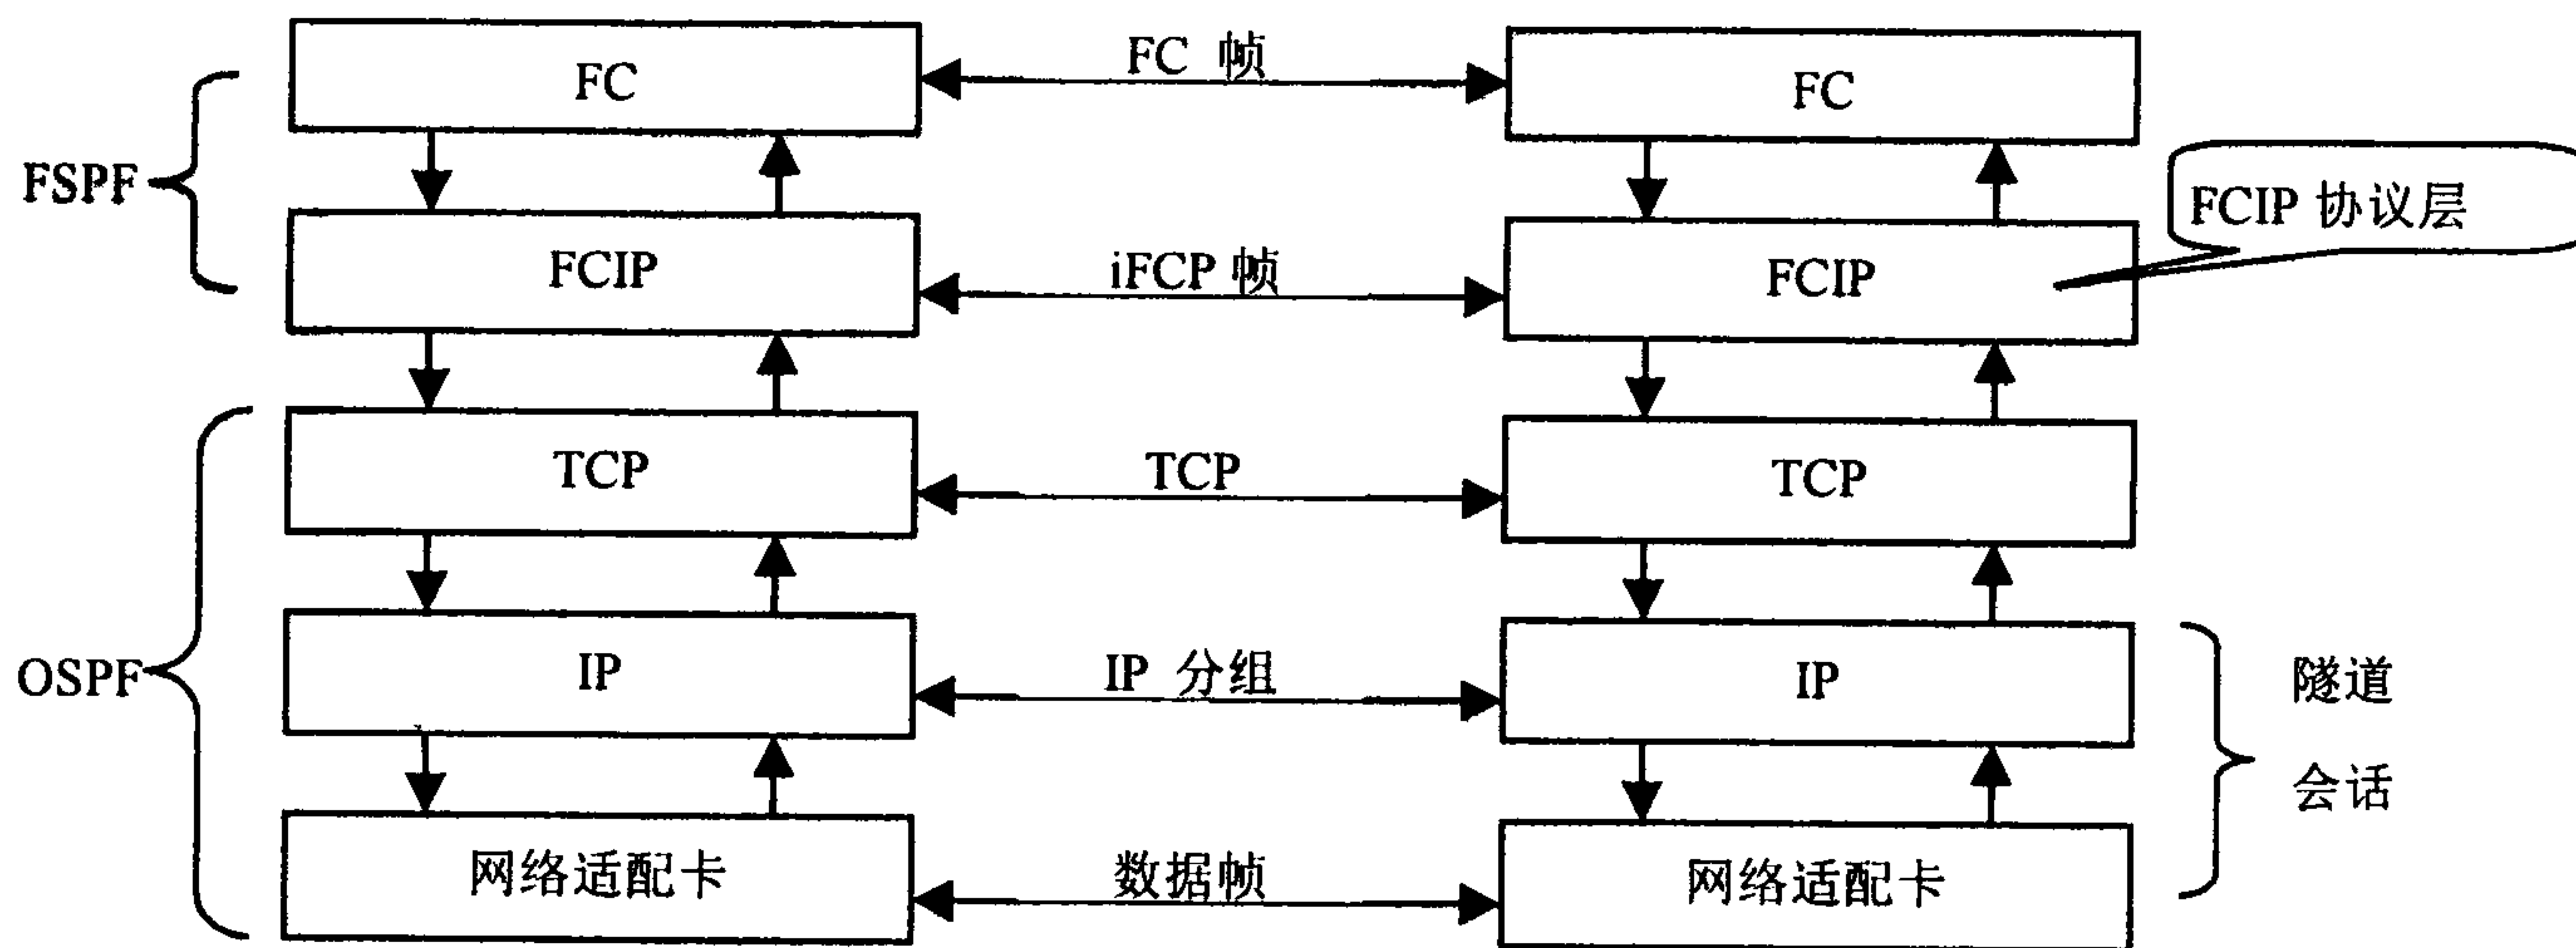 FC
FC 帧
FC
FSPF
FCIP 协议层
FCIP
iFCP 帧
FCIP
TCP
TCP
TCP
OSPF
IP
IP 分组
IP
隧道
会话
网络适配卡
数据帧
网络适配卡